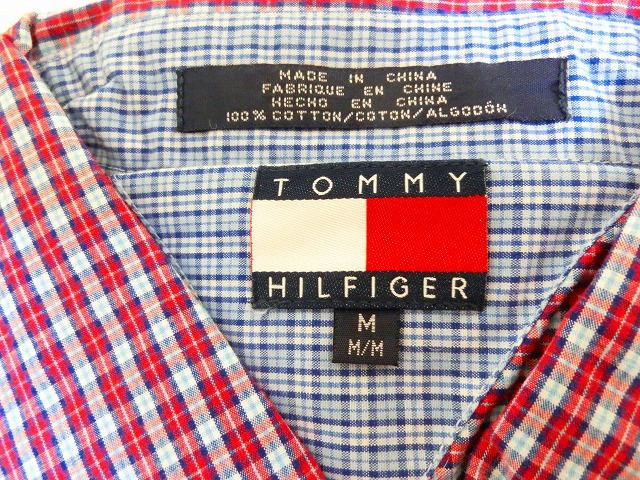 MADE IN CHINA
FABRIQUE EN CHINE
HECHO EN CHINA
100% COTTON/COTON/ALGODÓN
TOMMY
HILFIGER
M
M/M